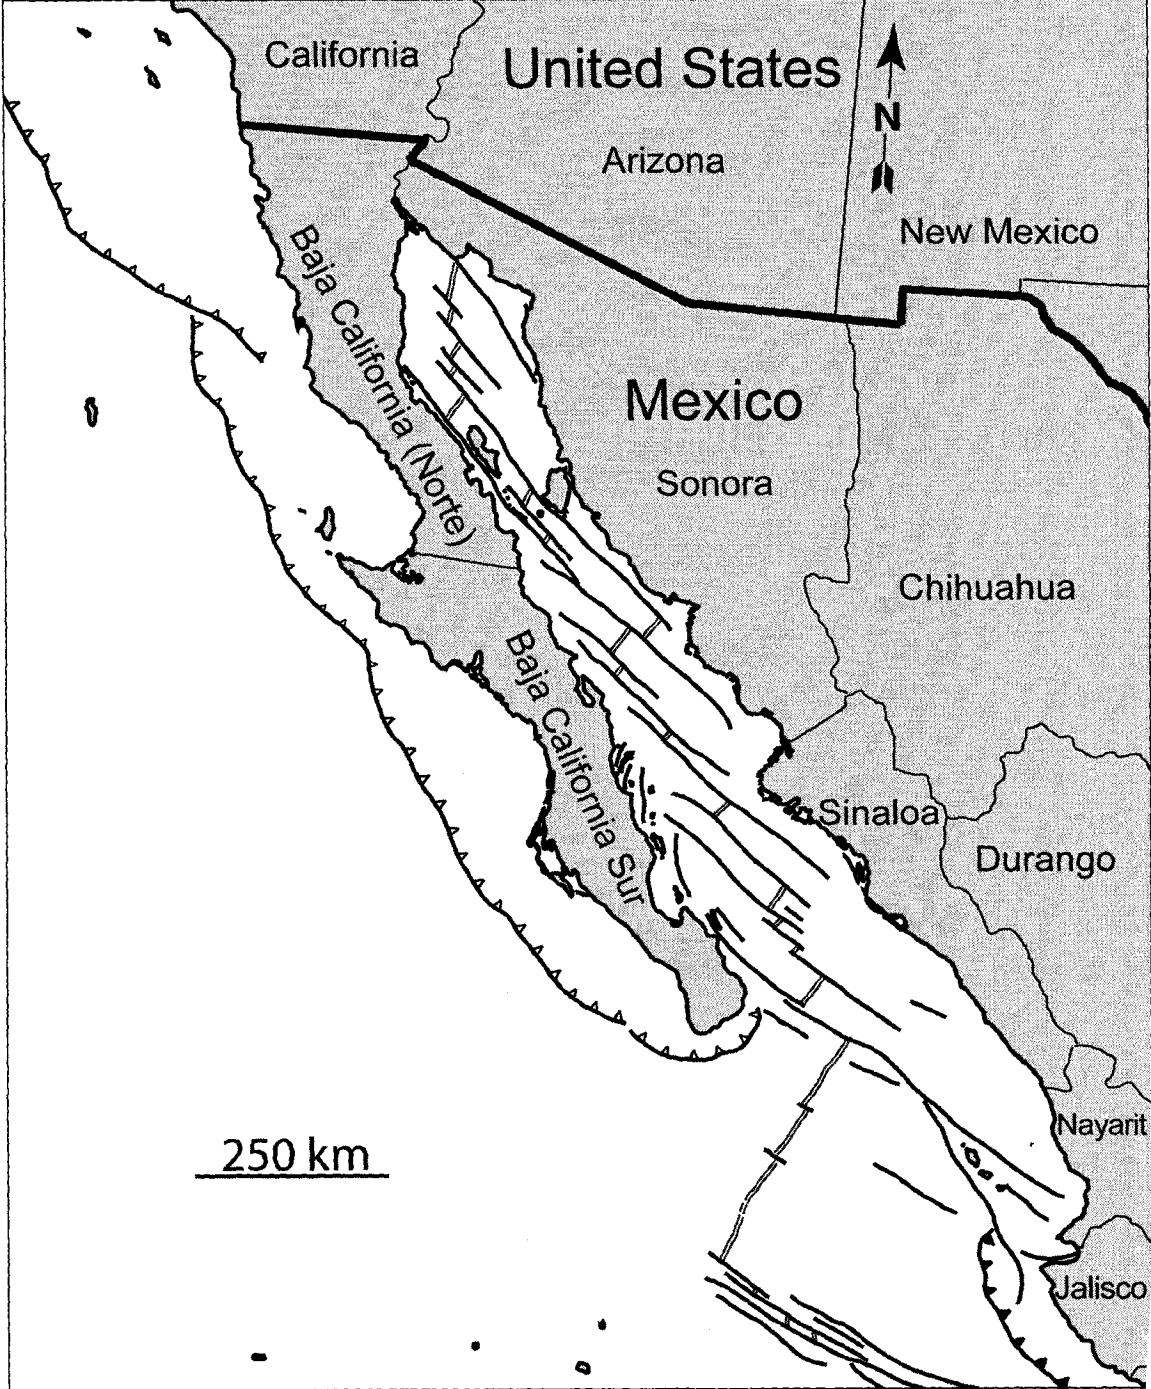 California
United States
N
Arizona
New Mexico
Baja California (Norte)
Mexico
Sonora
Chihuahua
Baja California Sur
Sinaloa
Durango
Nayarit
250 km
Jalisco